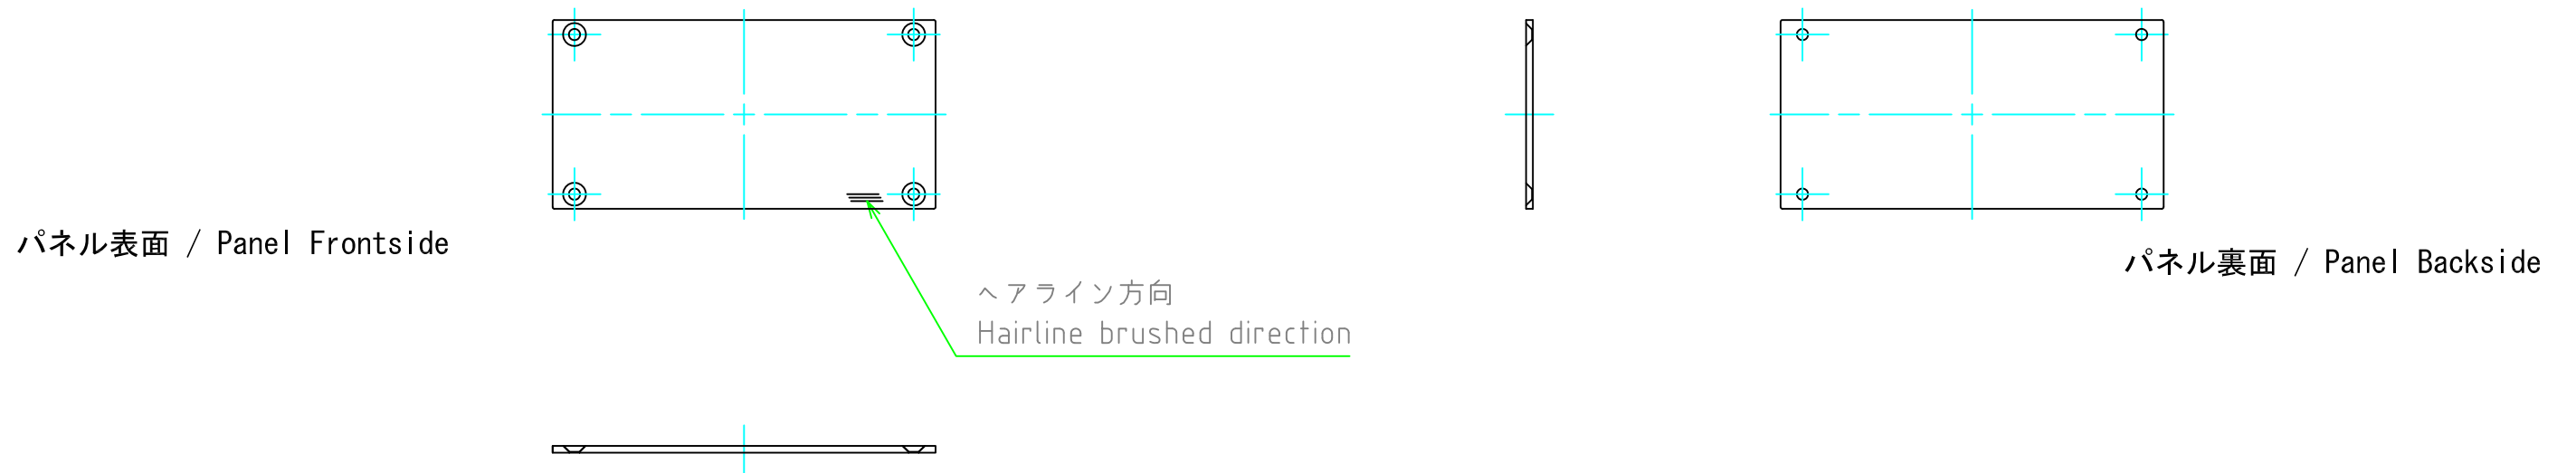 パネル表面 / Panel Frontside
パネル裏面 / Panel Backside
ヘアライン方向
Hairline brushed direction